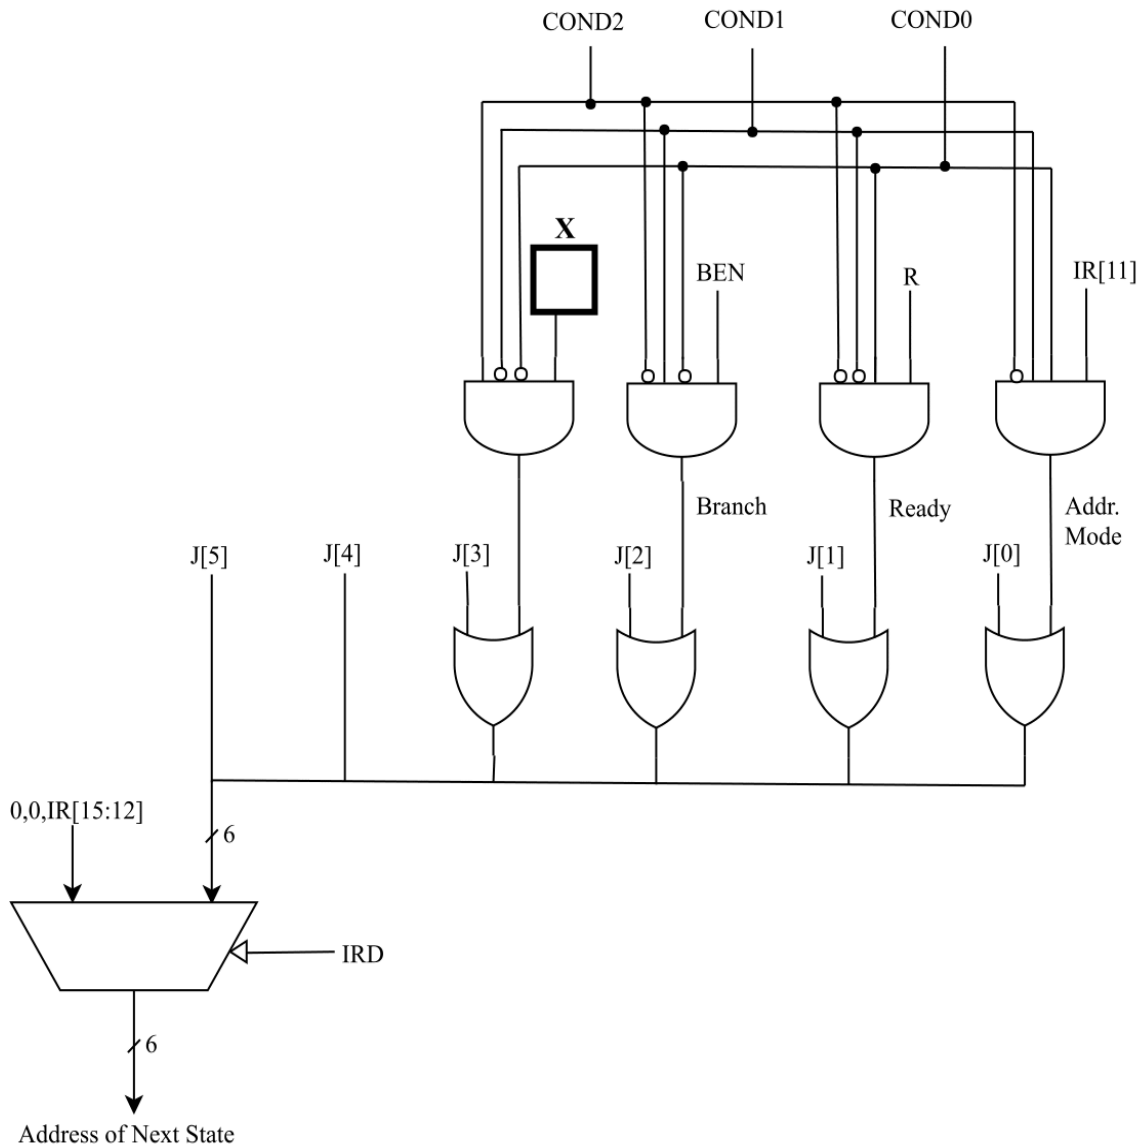 COND2 COND1 COND0
X
BEN R IR[11]
Branch Ready Addr.
Mode
J[5] J[4] J[3] J[2] J[1] J[0]
0,0,IR[15:12]
6
IRD
6
Address of Next State